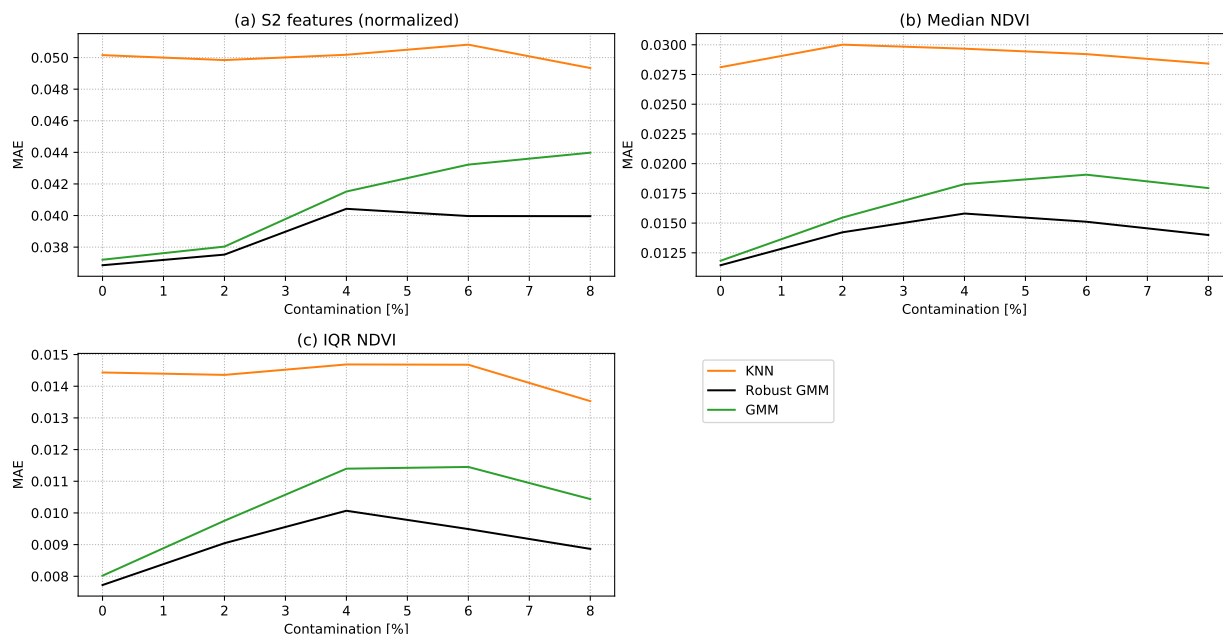 (a) S2 features (normalized)
MAE
0.050
0.048
0.046
0.044
0.042
0.040
0.038
0 1 2 3 4 5 6 7 8
Contamination [%]
(b) Median NDVI
MAE
0.0300
0.0275
0.0250
0.0225
0.0200
0.0175
0.0150
0.0125
0 1 2 3 4 5 6 7 8
Contamination [%]
(c) IQR NDVI
MAE
0.015
0.014
0.013
0.012
0.011
0.010
0.009
0.008
0 1 2 3 4 5 6 7 8
Contamination [%]
KNN
Robust GMM
GMM